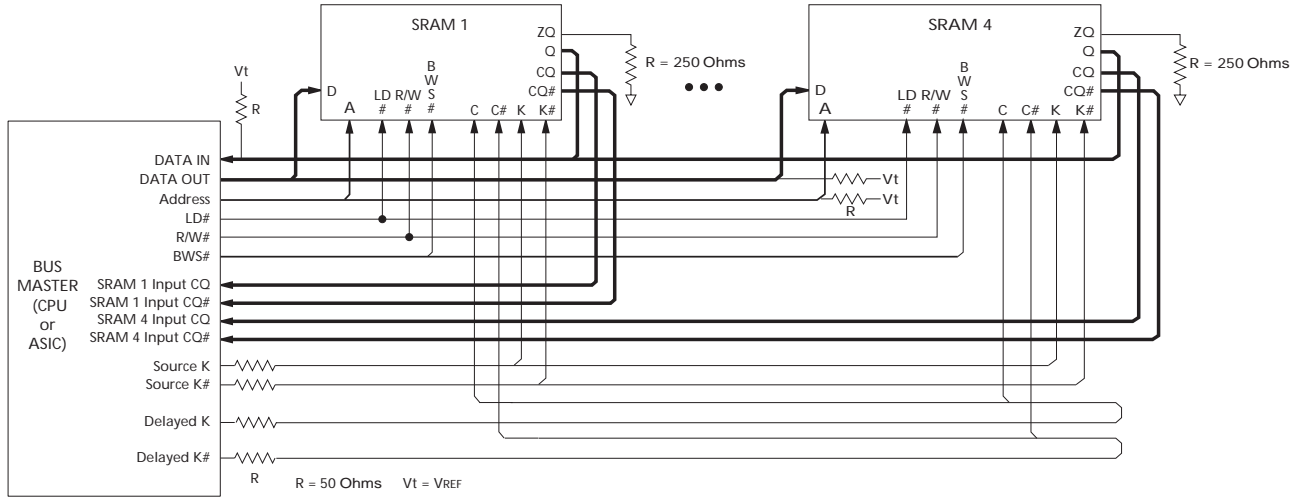 SRAM 1
ZQ
Q
CQ
CQ#
D
A
LD
#
R/W
#
B
W
S
#
C
C#
K
K#
R = 250 Ohms
SRAM 4
ZQ
Q
CQ
CQ#
D
A
LD
#
R/W
#
B
W
S
#
C
C#
K
K#
R = 250 Ohms
Vt
R
BUS
MASTER
(CPU
or
ASIC)
DATA IN
DATA OUT
Address
LD#
R/W#
BWS#
SRAM 1 Input CQ
SRAM 1 Input CQ#
SRAM 4 Input CQ
SRAM 4 Input CQ#
Source K
Source K#
Delayed K
Delayed K#
Vt
Vt
R
R
R = 50 Ohms Vt = VREF